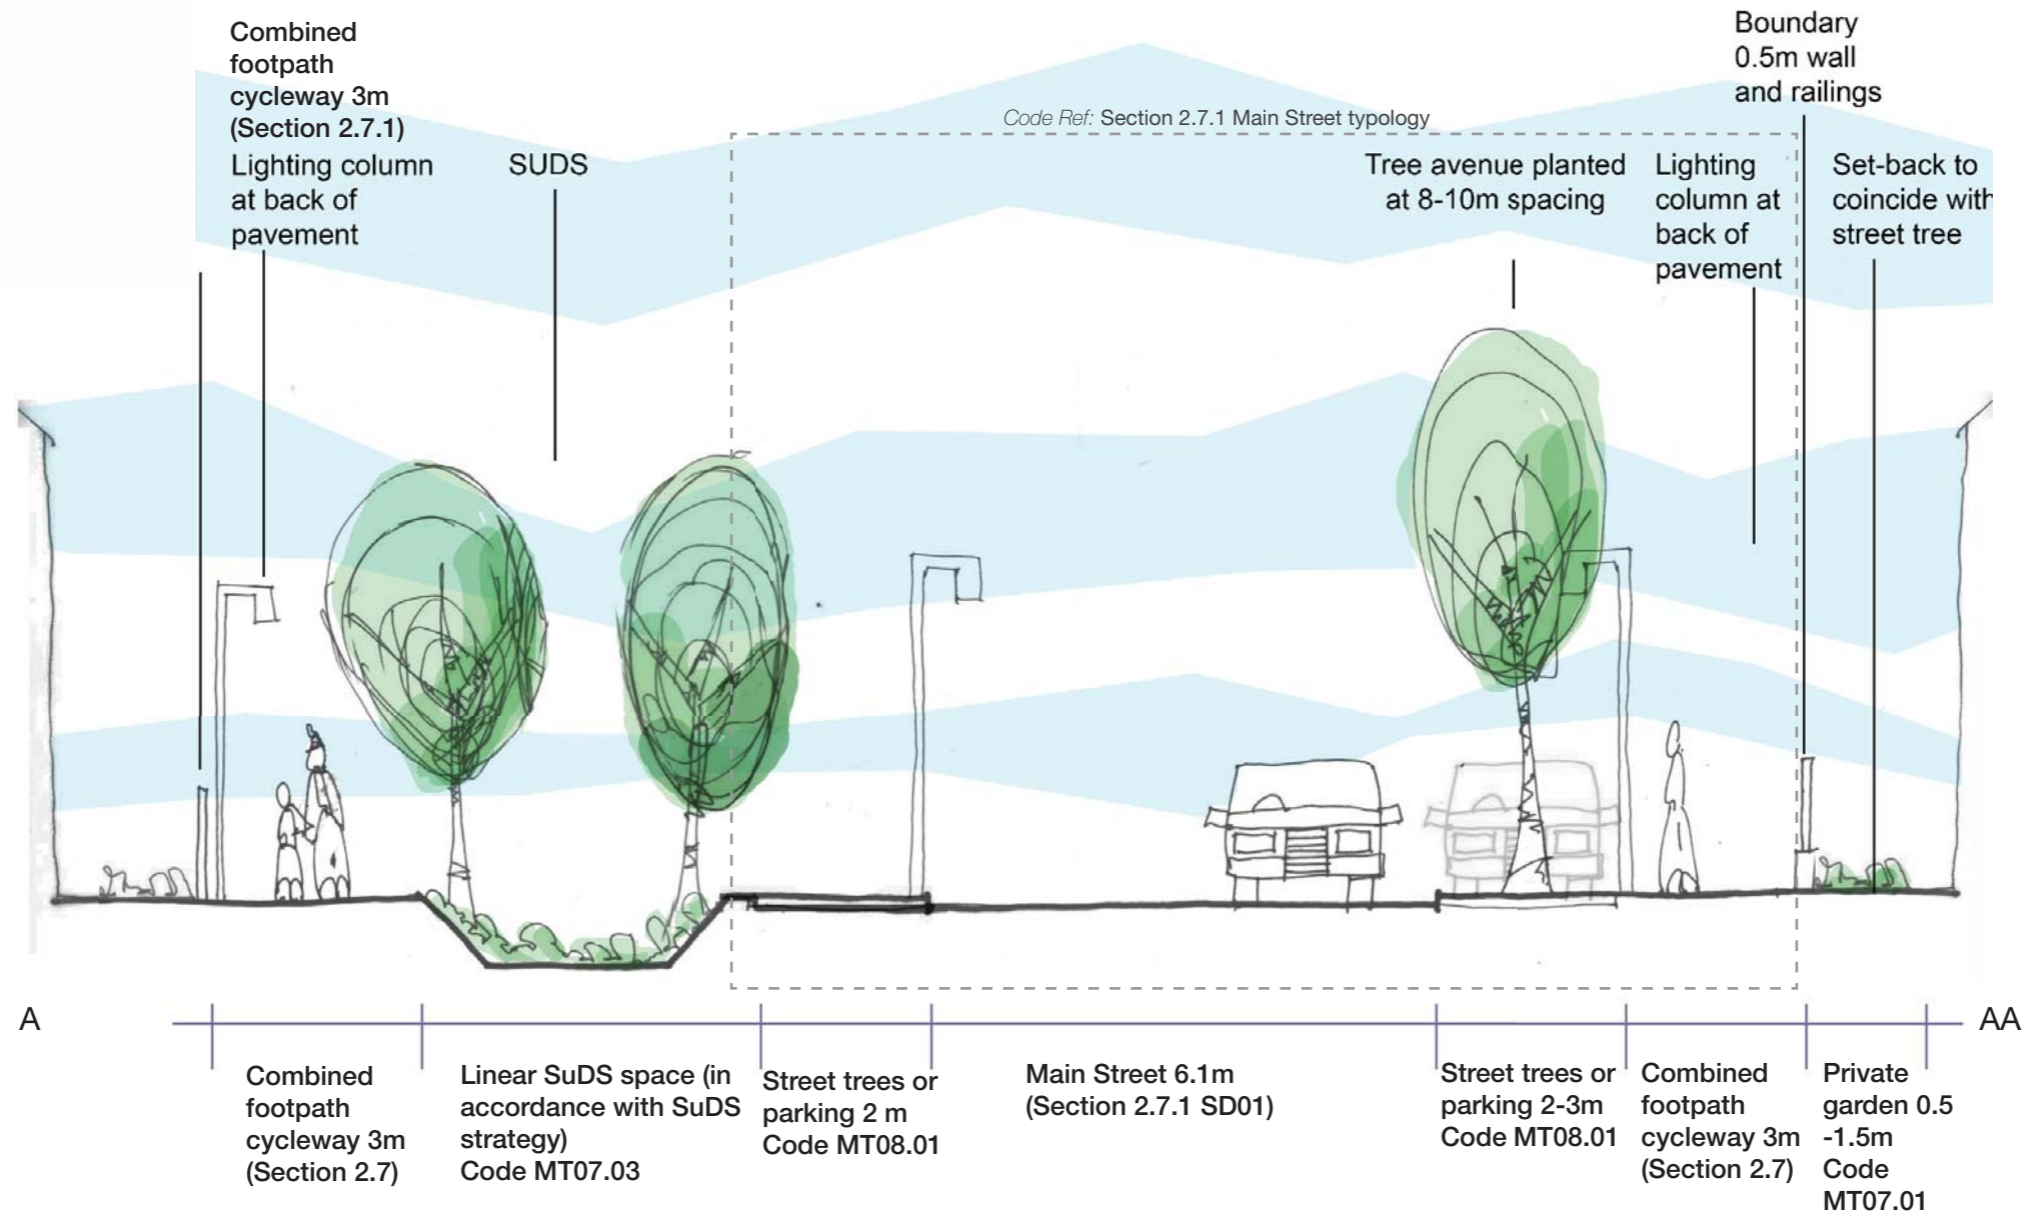 Combined
footpath
cycleway 3m
(Section 2.7.1)
Lighting column
at back of
pavement
SUDS
Code Ref: Section 2.7.1 Main Street typology
Tree avenue planted
at 8-10m spacing
Lighting
column at
back of
pavement
Boundary
0.5m wall
and railings
Set-back to
coincide with
street tree
A
AA
Combined
footpath
cycleway 3m
(Section 2.7)
Linear SuDS space (in
accordance with SuDS
strategy)
Code MT07.03
Street trees or
parking 2 m
Code MT08.01
Main Street 6.1m
(Section 2.7.1 SD01)
Street trees or
parking 2-3m
Code MT08.01
Combined
footpath
cycleway 3m
(Section 2.7)
Private
garden 0.5
-1.5m
Code
MT07.01